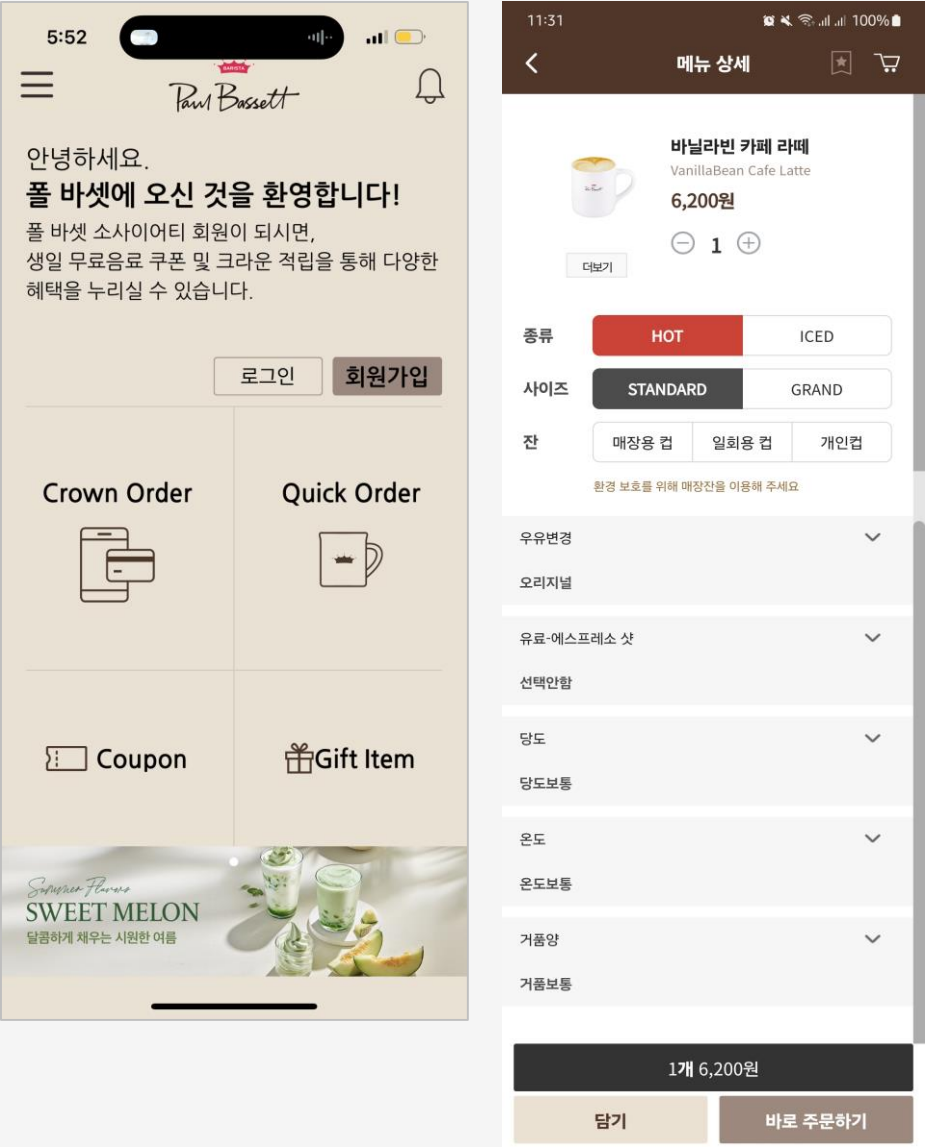 5:52
BARISTA
Paul Bassett
안녕하세요.
폴 바셋에 오신 것을 환영합니다!
폴 바셋 소사이어티 회원이 되시면,
생일 무료음료 쿠폰 및 크라운 적립을 통해 다양한
혜택을 누리실 수 있습니다.
로그인
회원가입
Crown Order
Quick Order
Coupon
Gift Item
Summer Flavors
SWEET MELON
달콤하게 채우는 시원한 여름
11:31
100%
메뉴 상세
바닐라빈 카페 라떼
VanillaBean Cafe Latte
6,200원
1
더보기
종류
HOT
ICED
사이즈
STANDARD
GRAND
잔
매장용 컵
일회용 컵
개인컵
환경 보호를 위해 매장잔을 이용해 주세요
우유변경
오리지널
유료-에스프레소 샷
선택안함
당도
당도보통
온도
온도보통
거품양
거품보통
1개 6,200원
담기
바로 주문하기